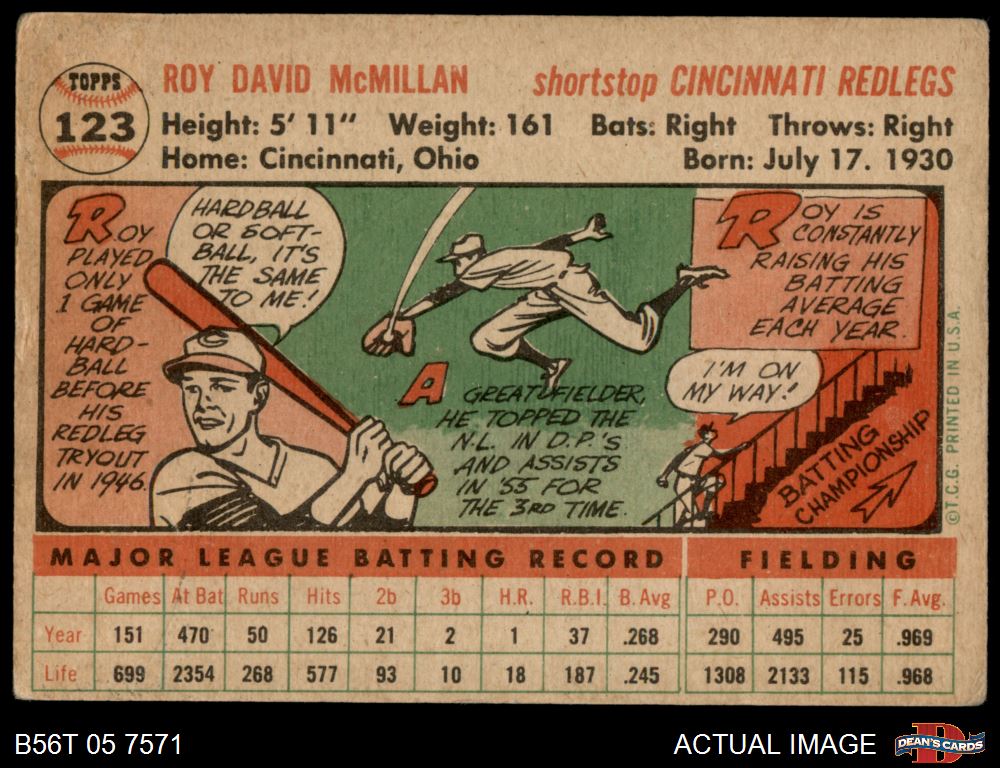 TOPPS
123
ROY DAVID McMILLAN shortstop CINCINNATI REDLEGS
Height: 5' 11" Weight: 161 Bats: Right Throws: Right
Home: Cincinnati, Ohio Born: July 17. 1930
ROY
PLAYED
ONLY
1 GAME
OF
HARD-
BALL
BEFORE
HIS
REDLEG
TRYOUT
IN 1946.
HARDBALL
OR SOFT-
BALL, IT'S
THE SAME
TO ME!
C
A GREAT FIELDER,
HE TOPPED THE
N.L. IN D.P.'S
AND ASSISTS
IN '55 FOR
THE 3RD TIME.
ROY IS
CONSTANTLY
RAISING HIS
BATTING
AVERAGE
EACH YEAR.
I'M ON
MY WAY!
BATTING
CHAMPIONSHIP
©T.C.G. PRINTED IN U.S.A.
MAJOR LEAGUE BATTING RECORD FIELDING
Games At Bat Runs Hits 2b 3b H.R. R.B.I. B. Avg P.O. Assists Errors F. Avg.
Year 151 470 50 126 21 2 1 37 .268 290 495 25 .969
Life 699 2354 268 577 93 10 18 187 .245 1308 2133 115 .968
B56T 05 7571 ACTUAL IMAGE D DEAN'S CARDS